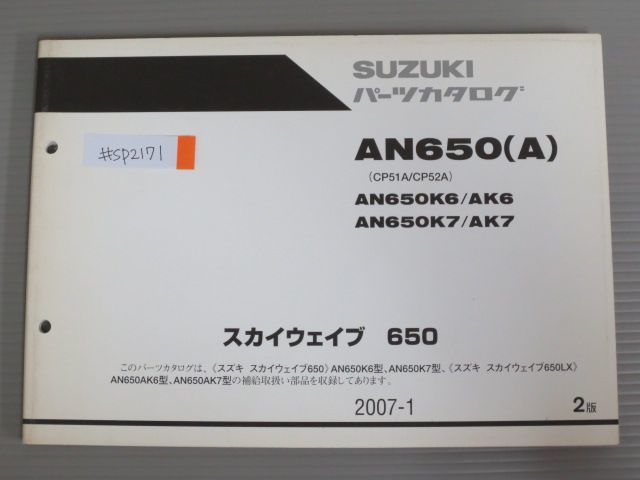 SUZUKI
パーツカタログ
#SP2171
AN650(A)
(CP51A/CP52A)
AN650K6/AK6
AN650K7/AK7
スカイウェイブ 650
このパーツカタログは、《スズキ スカイウェイブ650》AN650K6型、AN650K7型、《スズキ スカイウェイブ650LX》
AN650AK6型、AN650AK7型の補給取扱い部品を収録してあります。
2007-1
2版